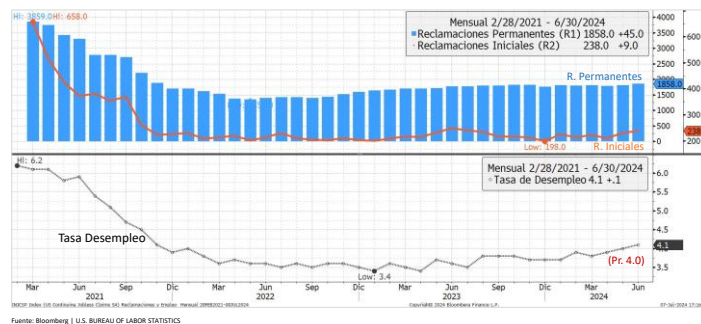 Hi: 3859.0
Hi: 658.0
Mensual 2/28/2021 - 6/30/2024
Reclamaciones Permanentes (R1) 1858.0 +45.0
Reclamaciones Iniciales (R2) 238.0 +9.0
4000
3500
3000
2500
2000
1500
1000
500
0
600
500
400
300
200
R. Permanentes
1858.0
238
Low: 198.0
R. Iniciales
Hi: 6.2
Mensual 2/28/2021 - 6/30/2024
Tasa de Desempleo 4.1 +.1
6.0
5.5
5.0
4.5
4.1
3.5
Tasa Desempleo
(Pr. 4.0)
Low: 3.4
Mar Jun Sep Dic Mar Jun Sep Dic Mar Jun Sep Dic Mar Jun
2021 2022 2023 2024
Copyright© 2024 Bloomberg Finance L.P.
Fuente: Bloomberg | U.S. BUREAU OF LABOR STATISTICS